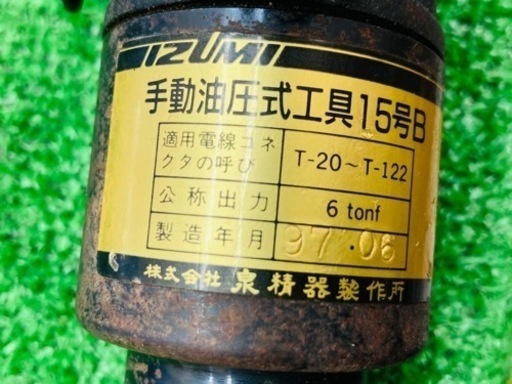 IZUMI
手動油圧式工具15号B
適用電線コネクタの呼び T-20～T-122
公称出力 6 tonf
製造年月 97.06
株式会社 泉精器製作所